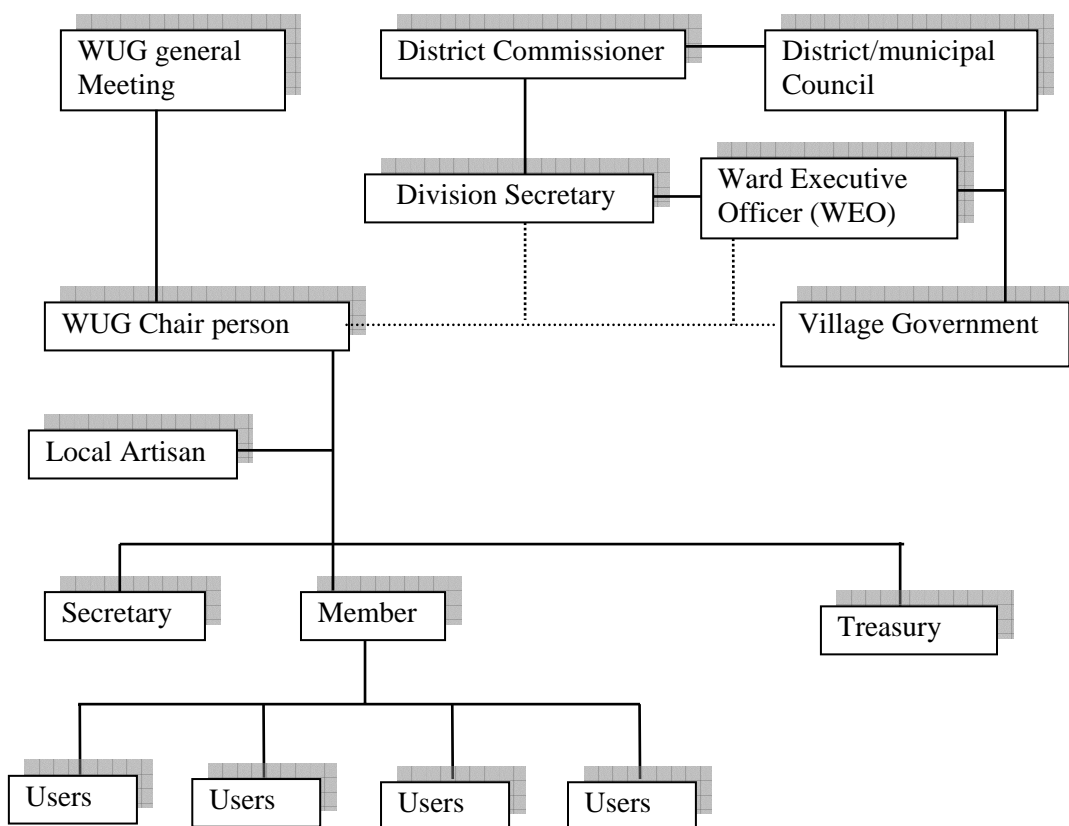 WUG general
Meeting
District Commissioner
District/municipal
Council
Division Secretary
Ward Executive
Officer (WEO)
WUG Chair person
Village Government
Local Artisan
Secretary
Member
Treasury
Users
Users
Users
Users